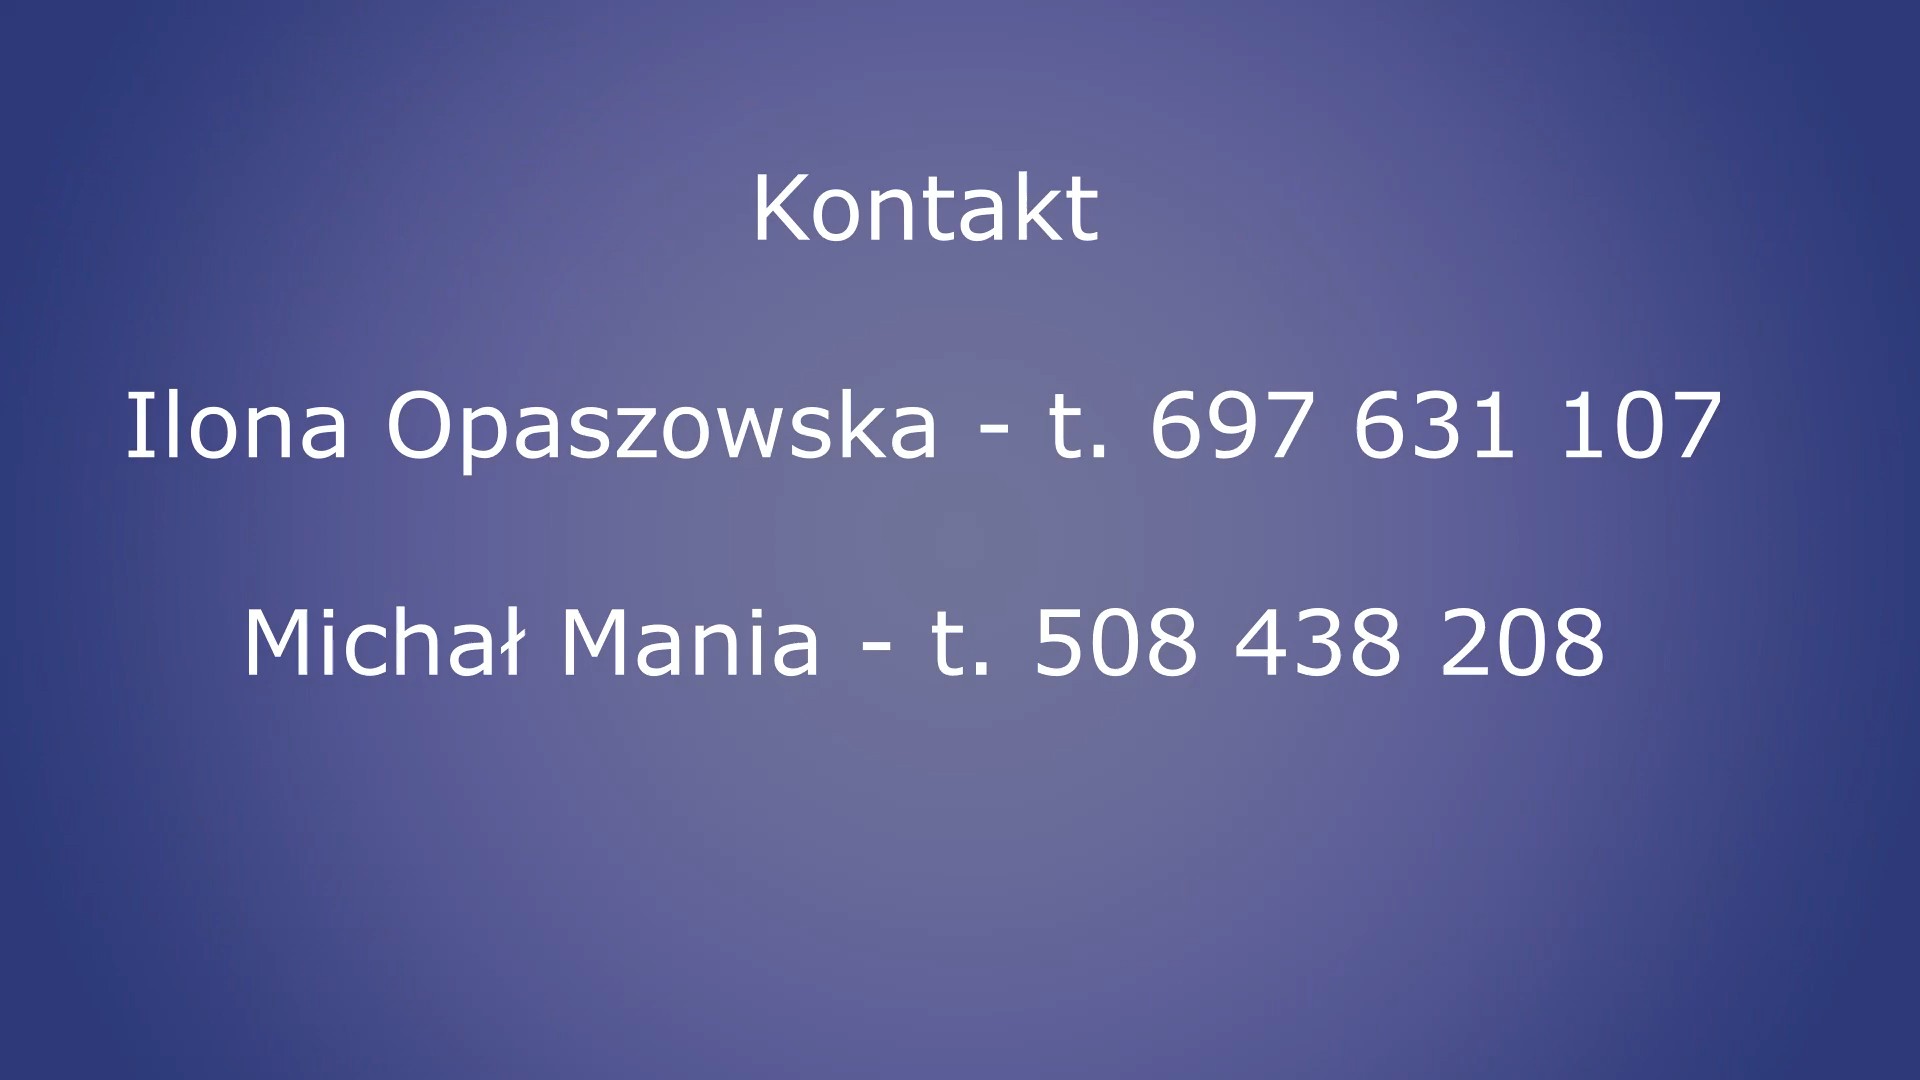 Kontakt
Ilona Opaszowska - t. 697 631 107
Michał Mania - t. 508 438 208